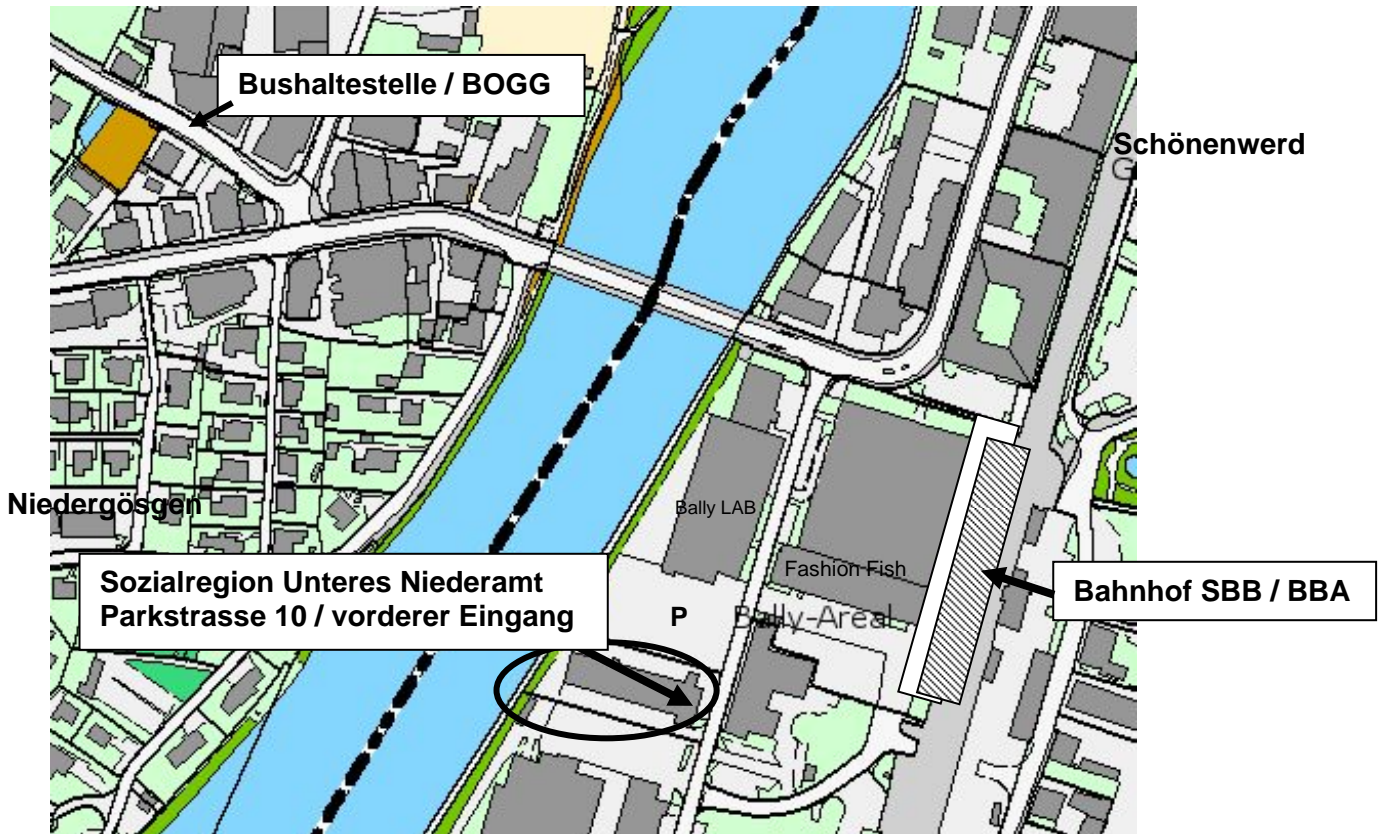 Bushaltestelle / BOGG
Schönenwerd
G
Niedergösgen
Bally LAB
Fashion Fish
Sozialregion Unteres Niederamt
Parkstrasse 10 / vorderer Eingang
P
Bally-Areal
Bahnhof SBB / BBA